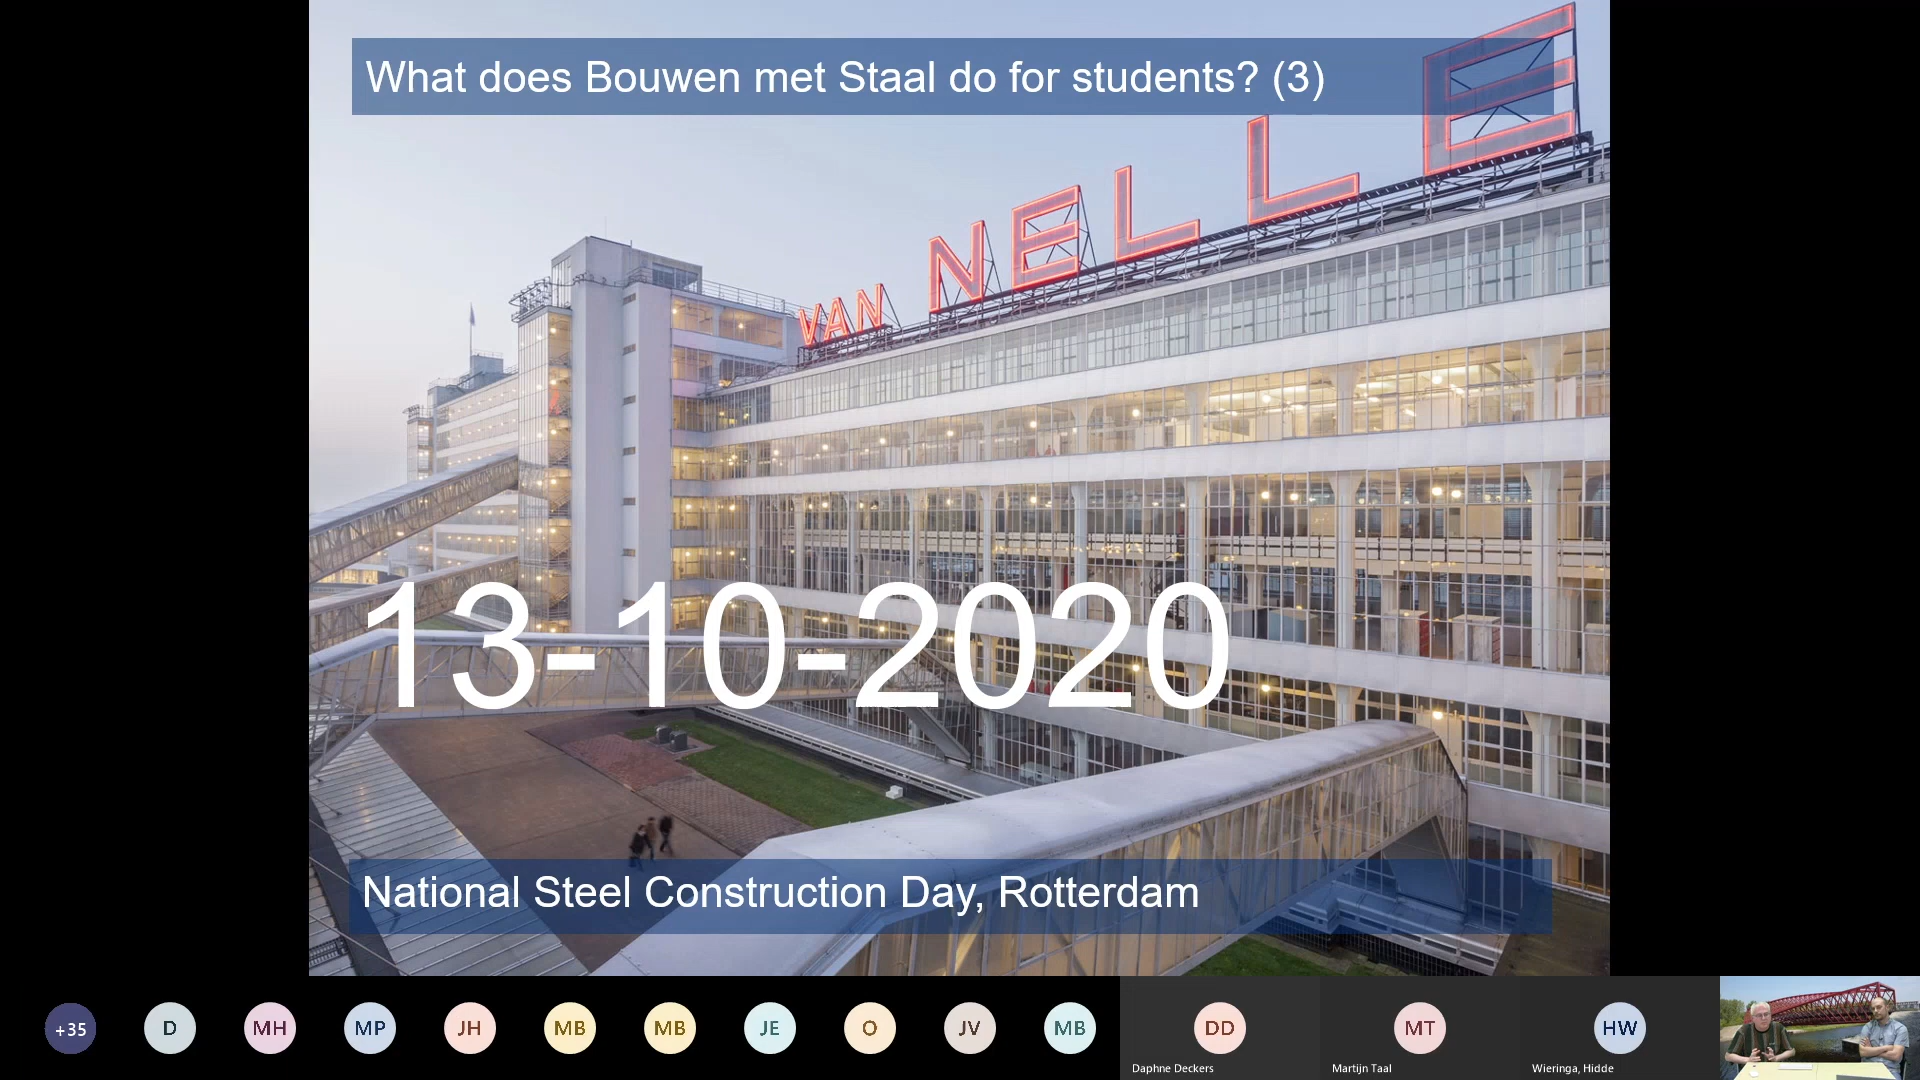 What does Bouwen met Staal do for students? (3)
VAN NELLE
13-10-2020
National Steel Construction Day, Rotterdam
+35
D
MH
MP
JH
MB
MB
JE
O
JV
MB
DD
MT
HW
Daphne Deckers
Martijn Taal
Wieringa, Hidde